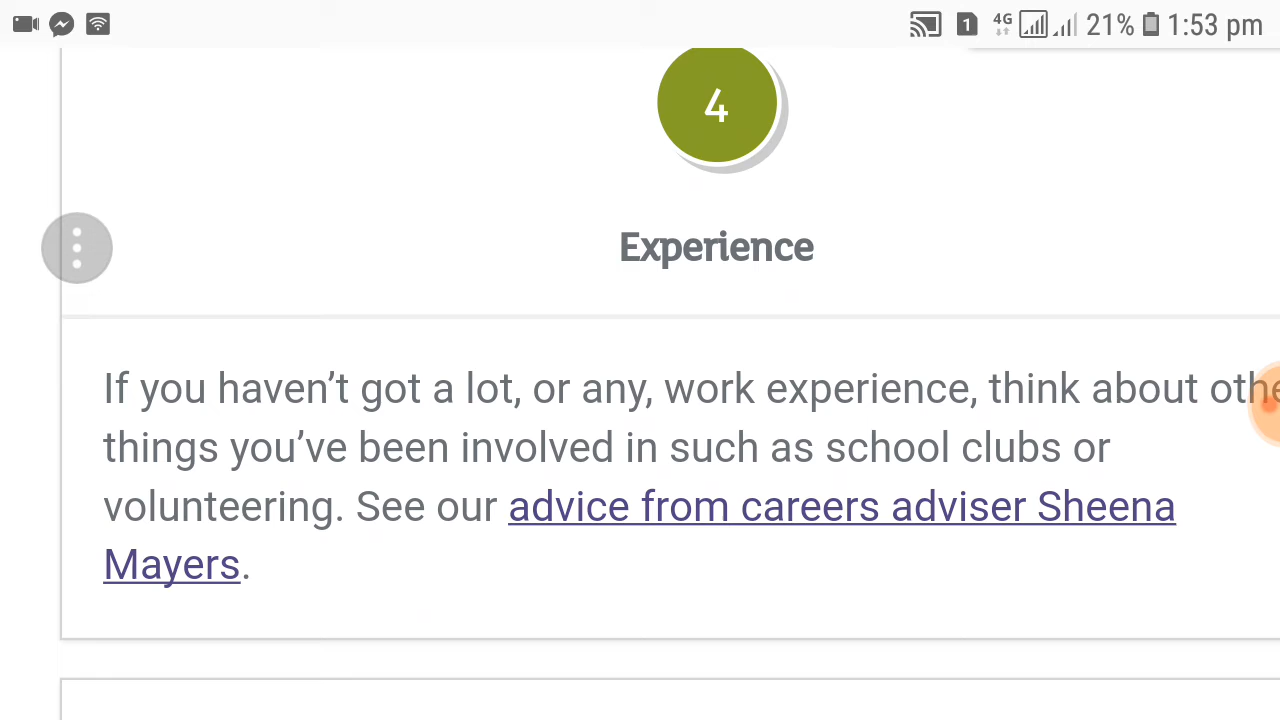 4G 1 21% 1:53 pm
4
Experience
If you haven’t got a lot, or any, work experience, think about othe
things you’ve been involved in such as school clubs or
volunteering. See our advice from careers adviser Sheena
Mayers.